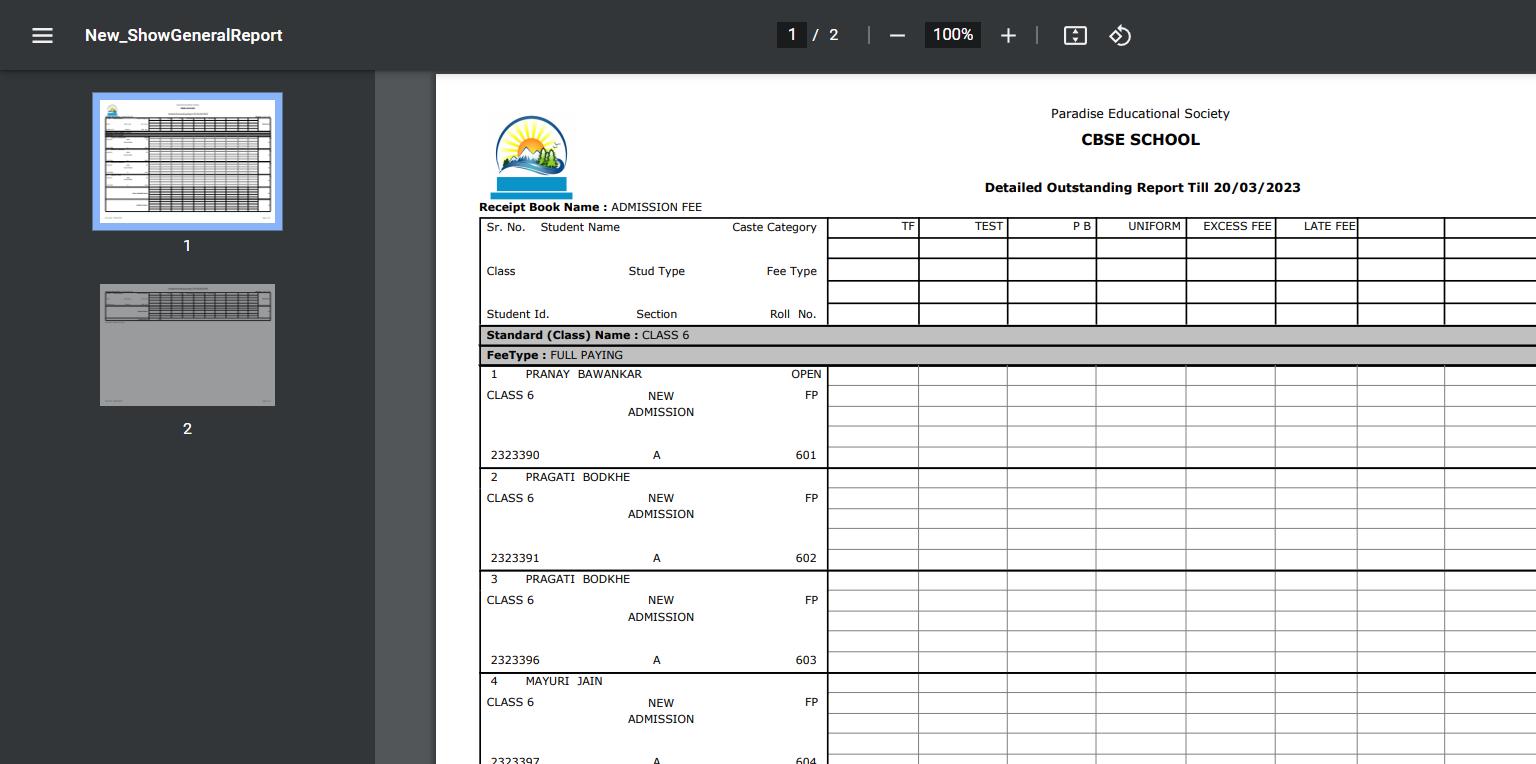 New_ShowGeneralReport
1 / 2
100%
1
2
Paradise Educational Society
CBSE SCHOOL
Detailed Outstanding Report Till 20/03/2023
Receipt Book Name : ADMISSION FEE
Sr. No. Student Name Caste Category TF TEST P B UNIFORM EXCESS FEE LATE FEE
Class Stud Type Fee Type
Student Id. Section Roll No.
Standard (Class) Name : CLASS 6
FeeType : FULL PAYING
1 PRANAY BAWANKAR OPEN
CLASS 6 NEW FP
ADMISSION
2323390 A 601
2 PRAGATI BODKHE
CLASS 6 NEW FP
ADMISSION
2323391 A 602
3 PRAGATI BODKHE
CLASS 6 NEW FP
ADMISSION
2323396 A 603
4 MAYURI JAIN
CLASS 6 NEW FP
ADMISSION
2323397 A 604